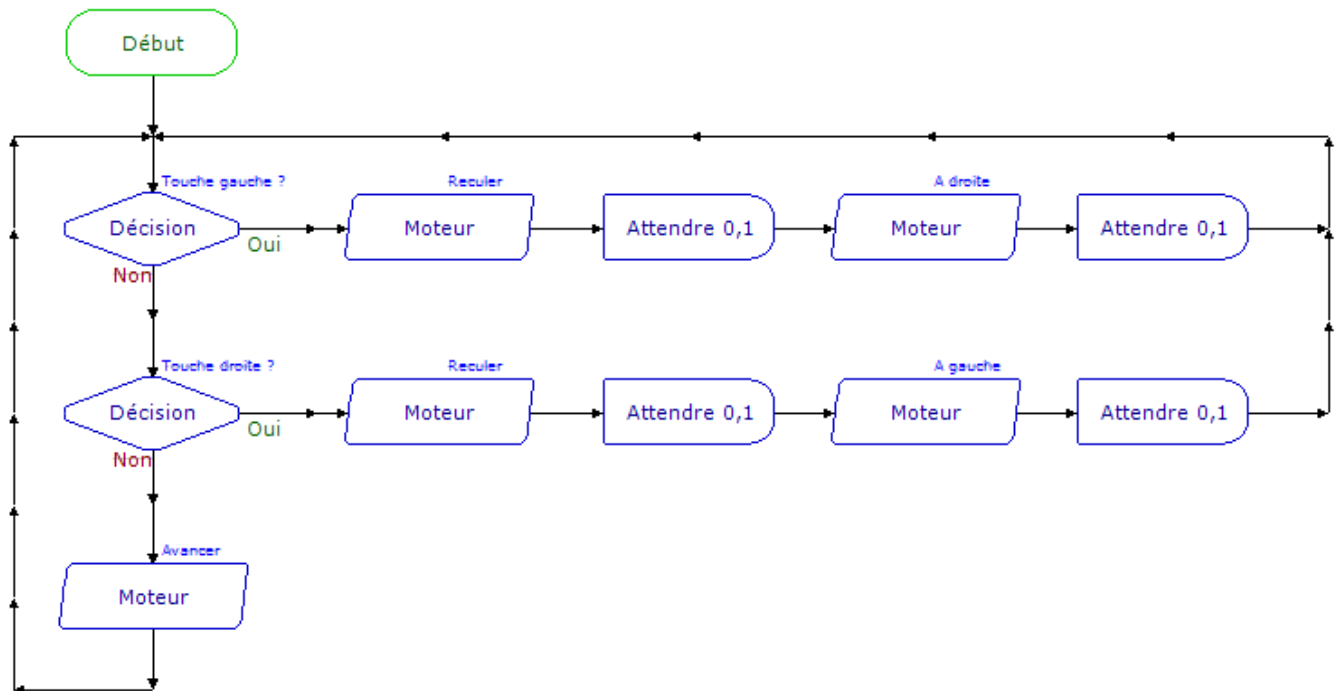 Début
Touche gauche ?
Décision
Oui
Non
Reculer
Moteur
Attendre 0,1
A droite
Moteur
Attendre 0,1
Touche droite ?
Décision
Oui
Non
Reculer
Moteur
Attendre 0,1
A gauche
Moteur
Attendre 0,1
Avancer
Moteur